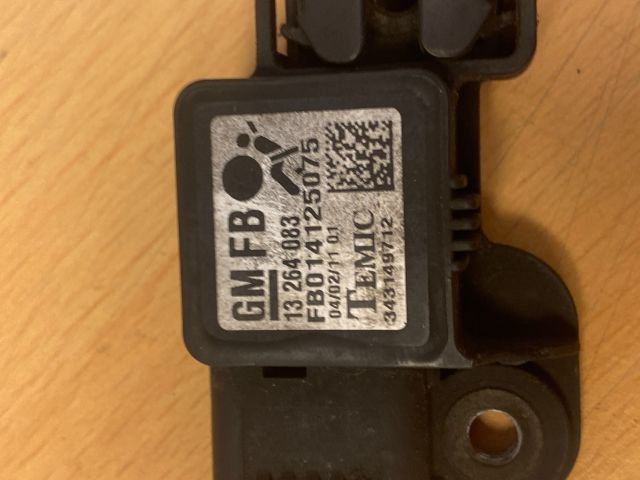 GM FB
13 264 083
FB014125075
04/02/11 01
TEMIC
343149712